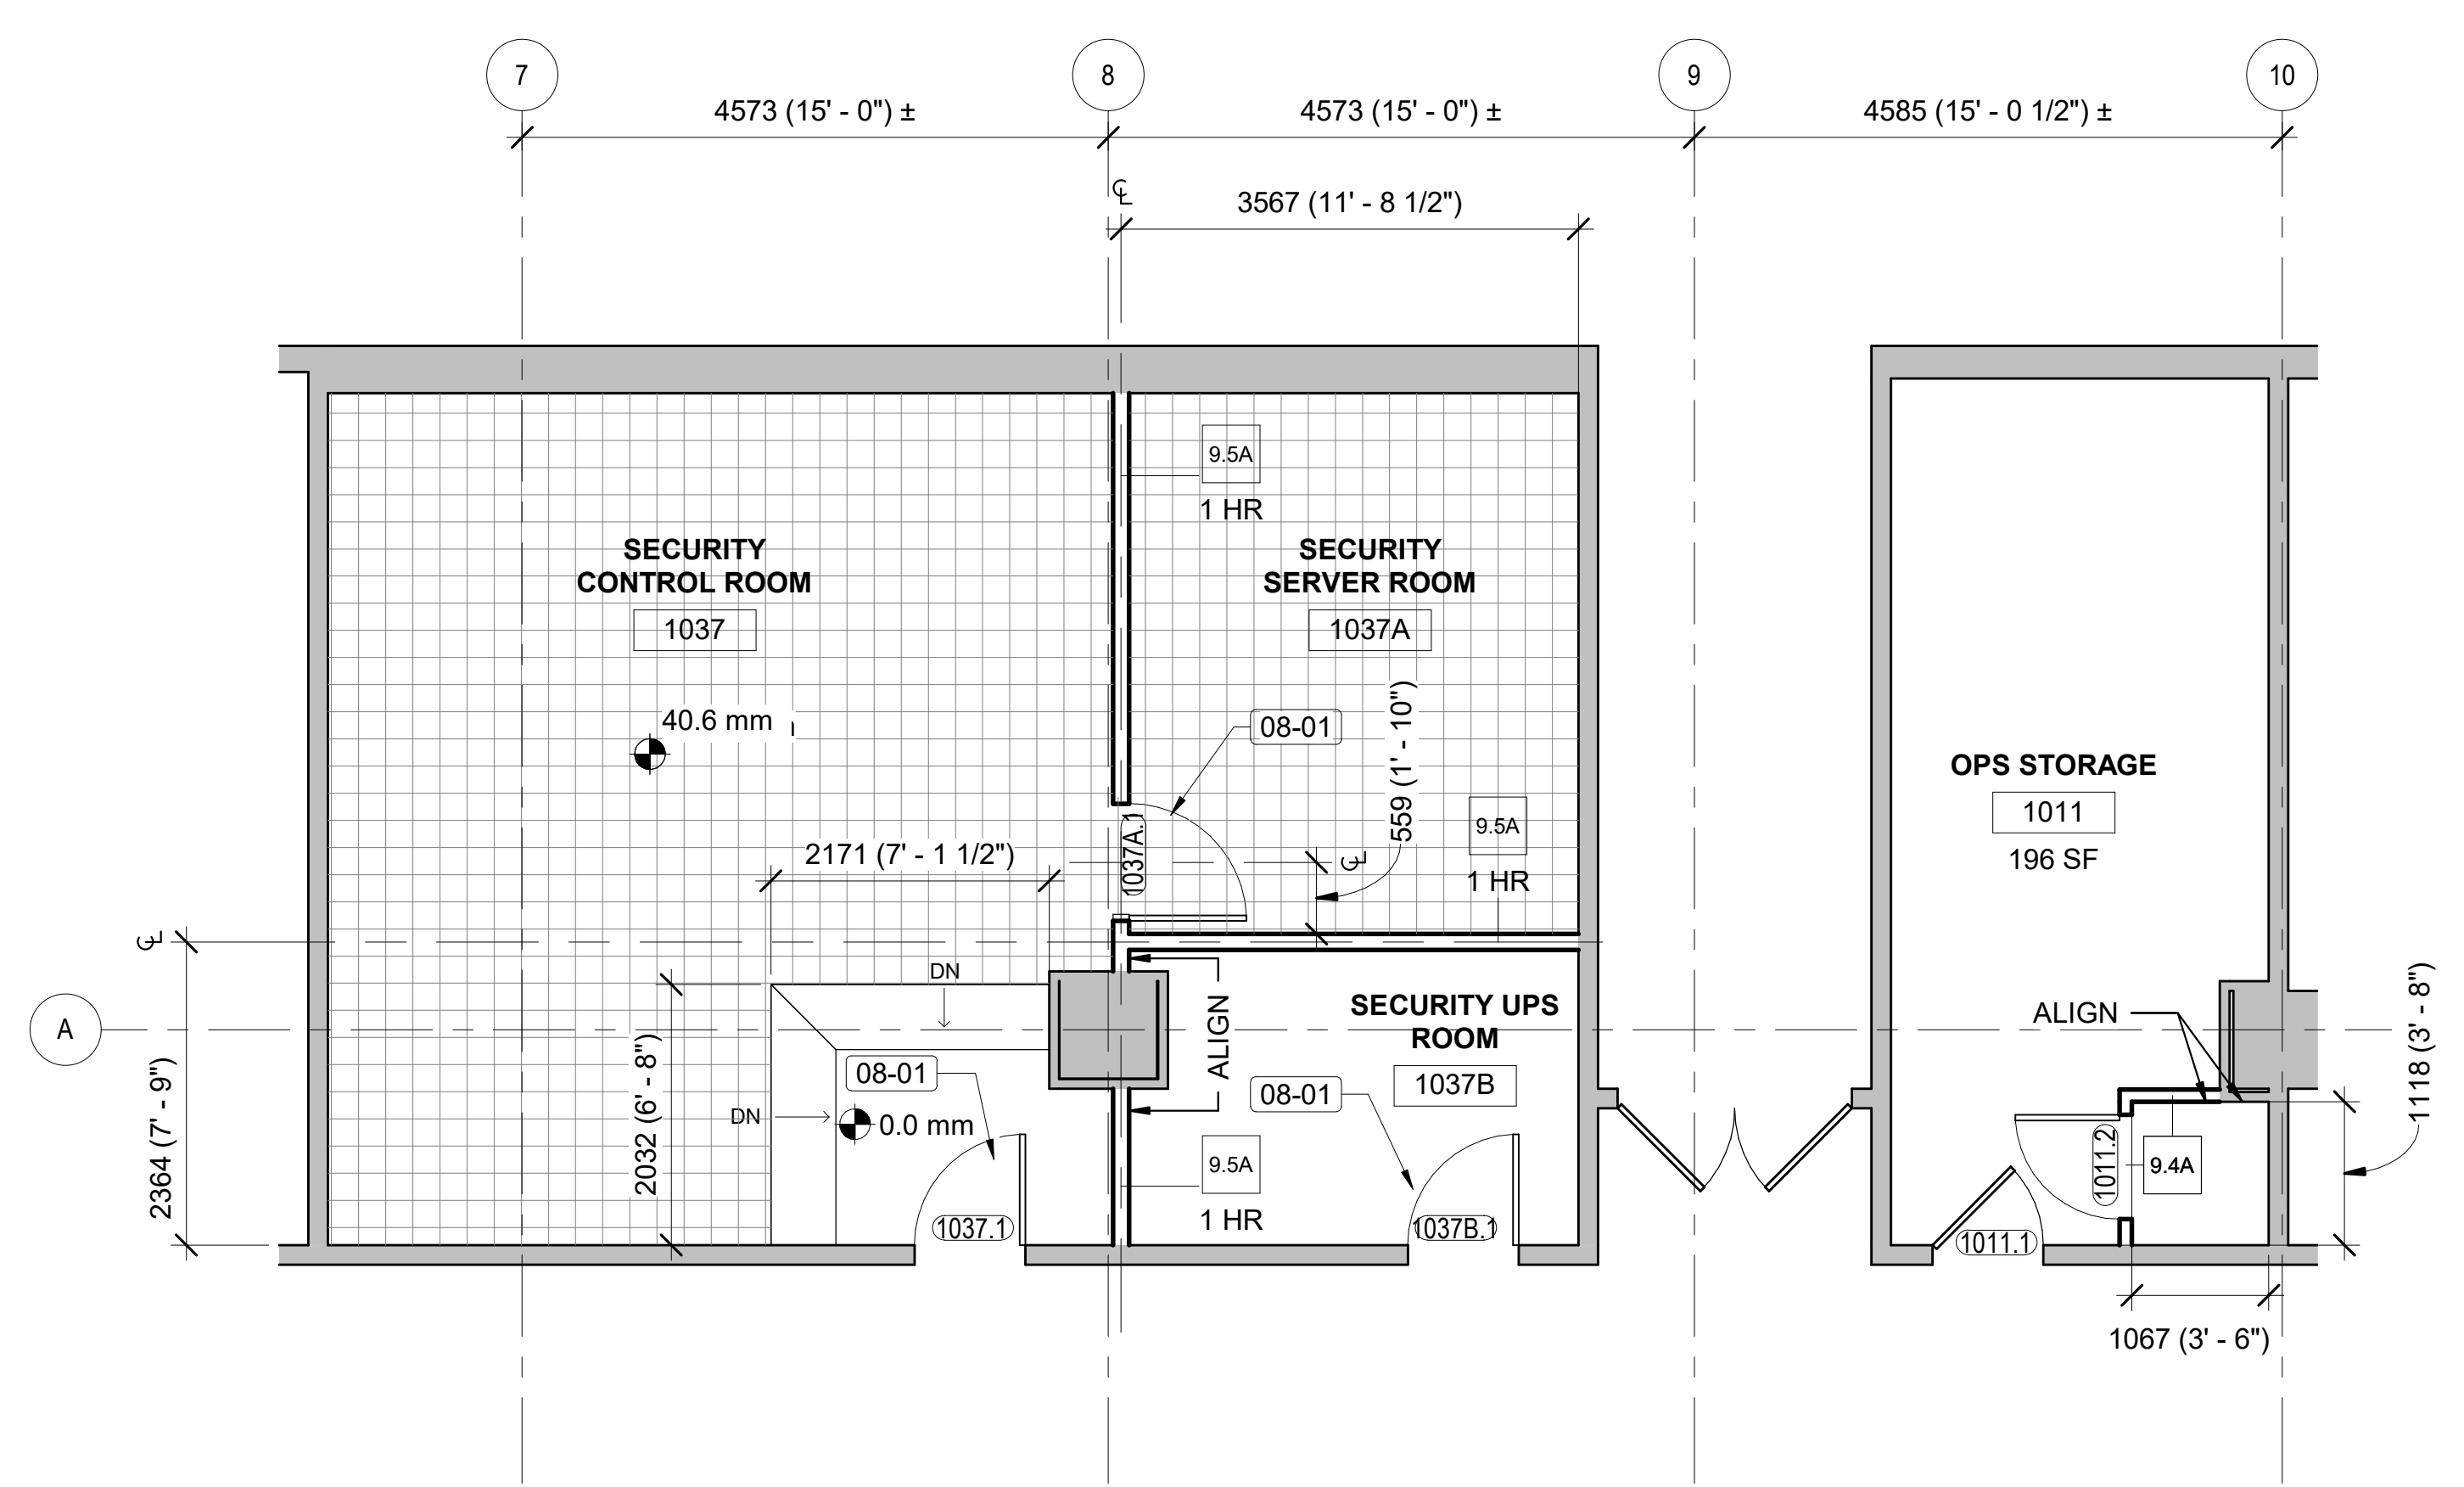 7
8
9
10
4573 (15' - 0") ±
4573 (15' - 0") ±
4585 (15' - 0 1/2") ±
3567 (11' - 8 1/2")
9.5A
1 HR
SECURITY
CONTROL ROOM
1037
SECURITY
SERVER ROOM
1037A
40.6 mm
08-01
559 (1' - 10")
OPS STORAGE
1011
196 SF
9.5A
1 HR
1037A.1
2171 (7' - 1 1/2")
DN
A
2364 (7' - 9")
2032 (6' - 8")
08-01
DN
0.0 mm
1037.1
ALIGN
SECURITY UPS
ROOM
1037B
08-01
9.5A
1 HR
1037B.1
ALIGN
1118 (3' - 8")
1011.2
9.4A
1011.1
1067 (3' - 6")